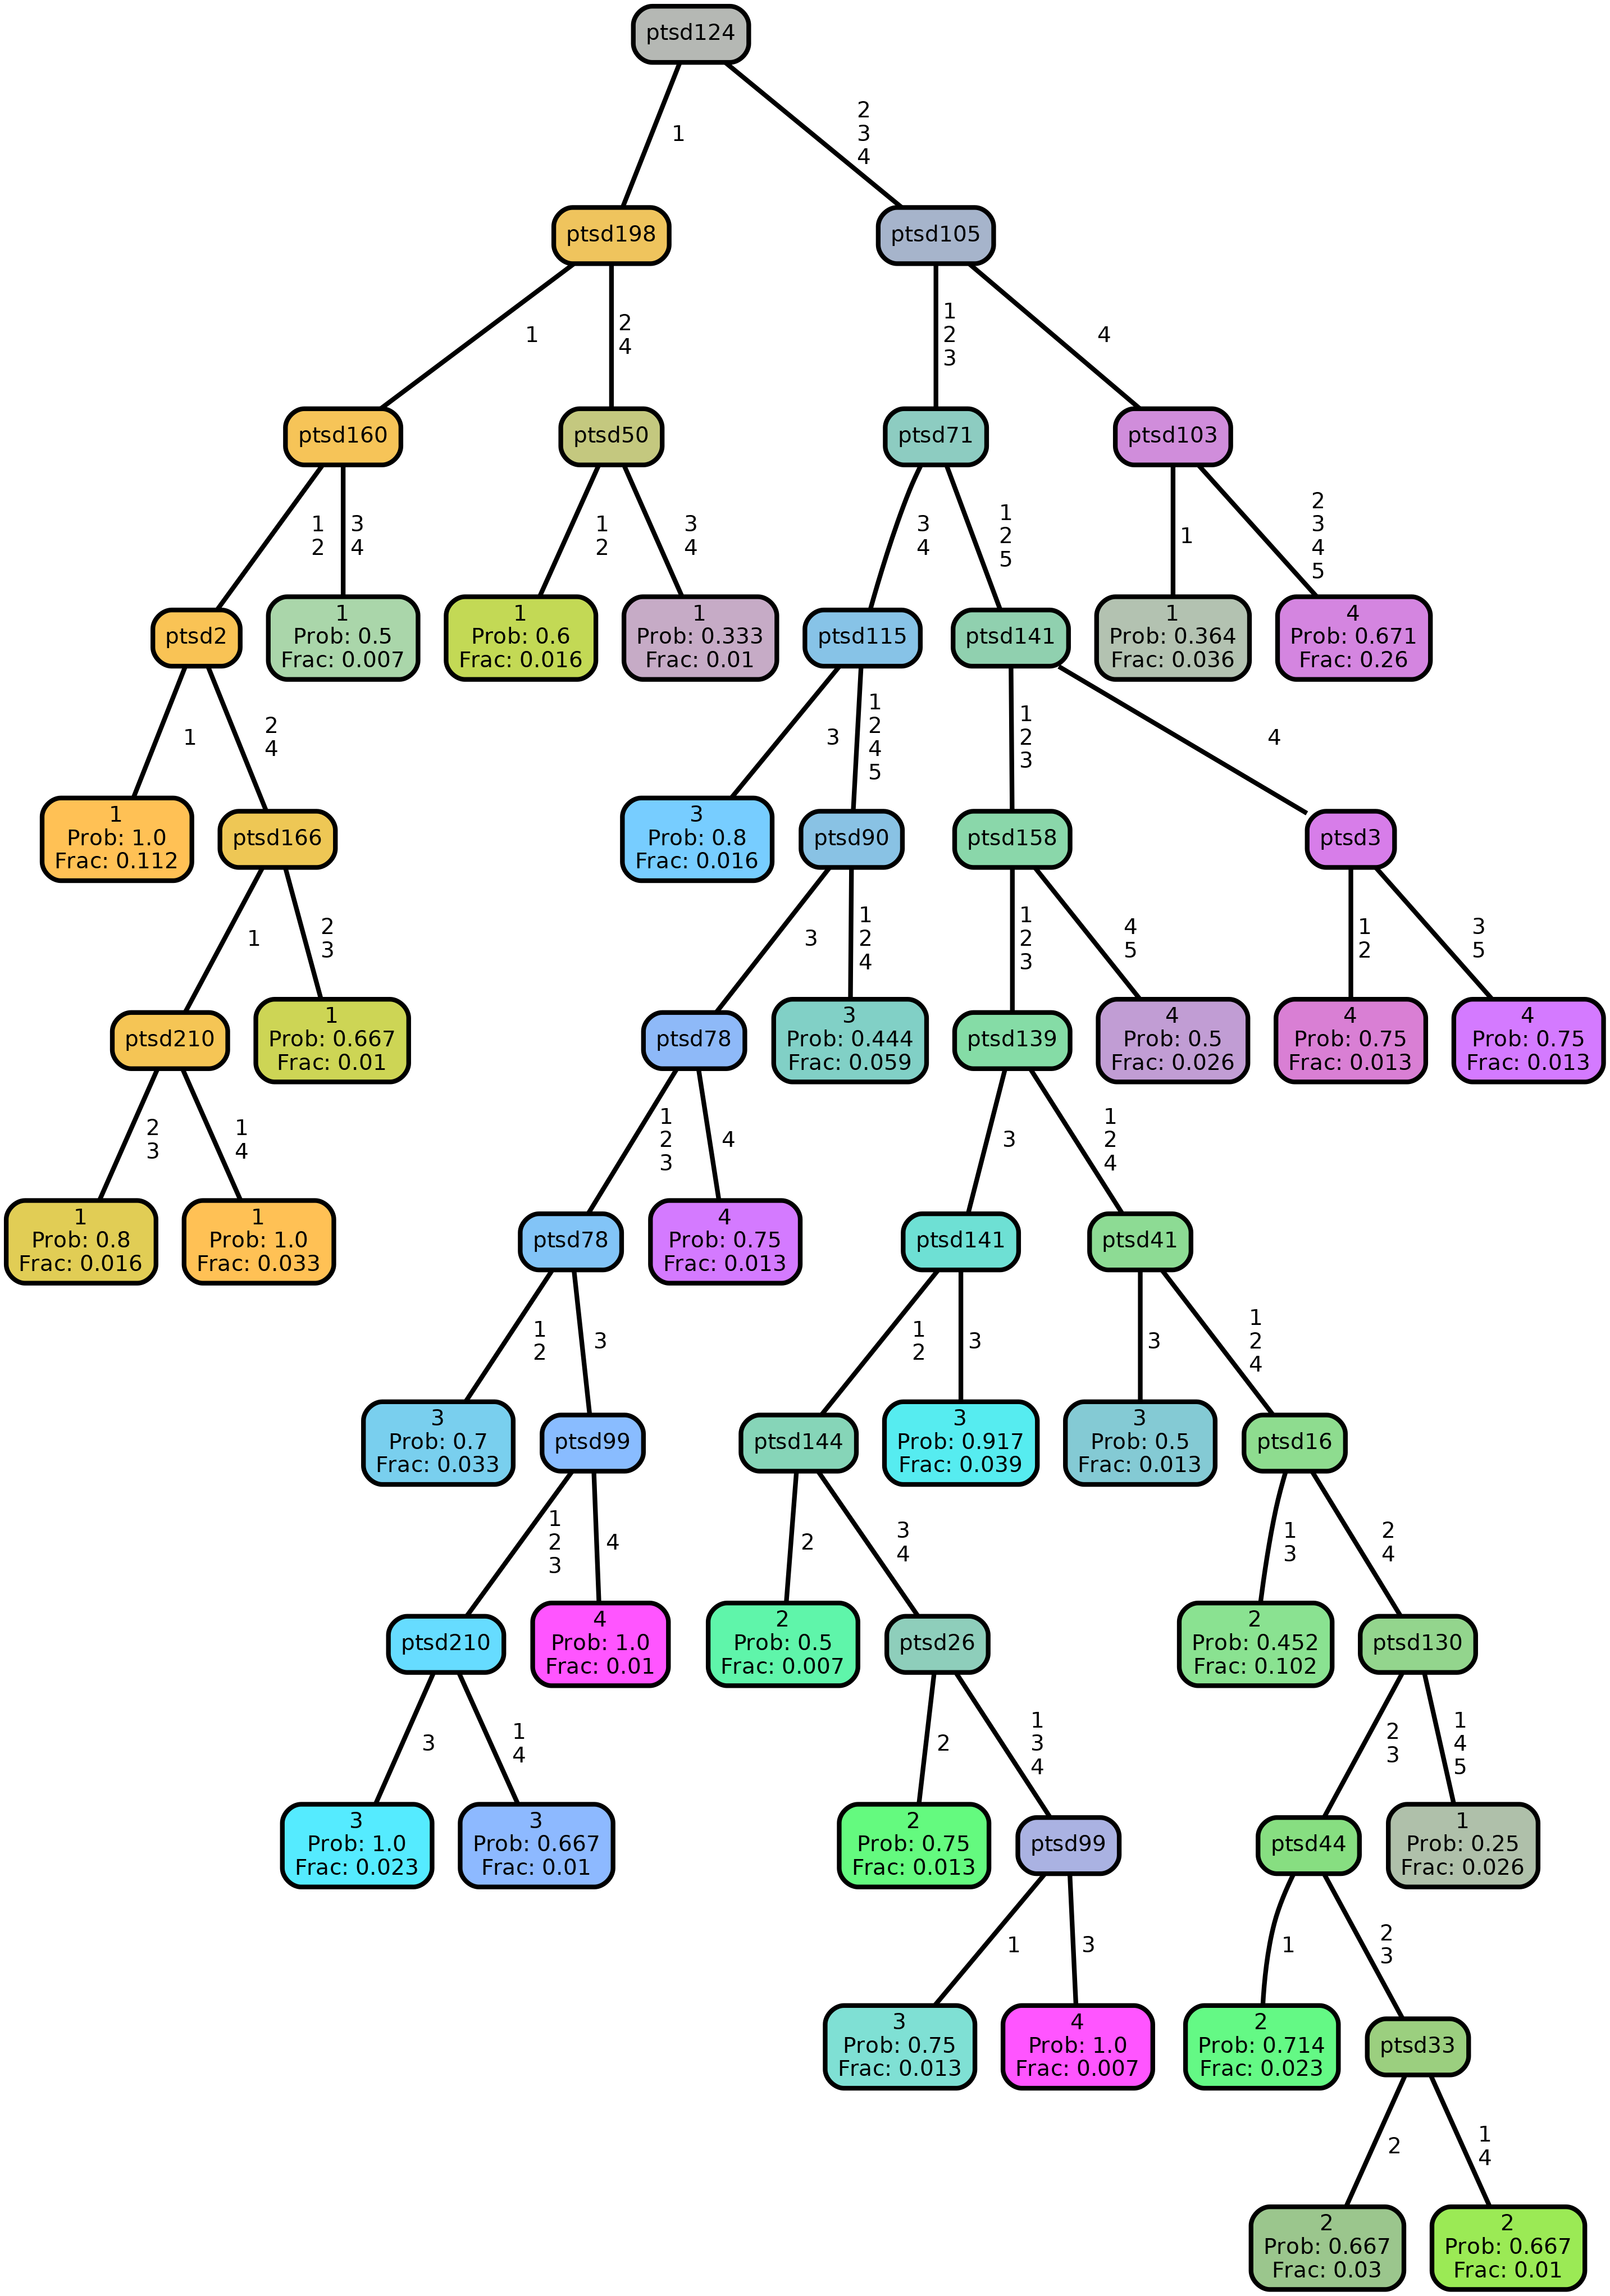 ptsd124
1
2
3
4
ptsd198
ptsd105
1
2
4
1
2
3
4
ptsd160
ptsd50
ptsd71
ptsd103
1
2
3
4
1
2
3
4
3
4
1
2
5
1
2
3
4
5
ptsd2
1
Prob: 0.5
Frac: 0.007
1
Prob: 0.6
Frac: 0.016
1
Prob: 0.333
Frac: 0.01
ptsd115
ptsd141
1
Prob: 0.364
Frac: 0.036
4
Prob: 0.671
Frac: 0.26
1
2
4
3
1
2
4
5
1
2
3
4
1
Prob: 1.0
Frac: 0.112
ptsd166
3
Prob: 0.8
Frac: 0.016
ptsd90
ptsd158
ptsd3
1
2
3
3
1
2
4
1
2
3
4
5
1
2
3
5
ptsd210
1
Prob: 0.667
Frac: 0.01
ptsd78
3
Prob: 0.444
Frac: 0.059
ptsd139
4
Prob: 0.5
Frac: 0.026
4
Prob: 0.75
Frac: 0.013
4
Prob: 0.75
Frac: 0.013
2
3
1
4
1
2
3
4
3
1
2
4
1
Prob: 0.8
Frac: 0.016
1
Prob: 1.0
Frac: 0.033
ptsd78
4
Prob: 0.75
Frac: 0.013
ptsd141
ptsd41
1
2
3
1
2
3
3
1
2
4
3
Prob: 0.7
Frac: 0.033
ptsd99
ptsd144
3
Prob: 0.917
Frac: 0.039
3
Prob: 0.5
Frac: 0.013
ptsd16
1
2
3
4
2
3
4
1
3
2
4
ptsd210
4
Prob: 1.0
Frac: 0.01
2
Prob: 0.5
Frac: 0.007
ptsd26
2
Prob: 0.452
Frac: 0.102
ptsd130
3
1
4
2
1
3
4
2
3
1
4
5
3
Prob: 1.0
Frac: 0.023
3
Prob: 0.667
Frac: 0.01
2
Prob: 0.75
Frac: 0.013
ptsd99
ptsd44
1
Prob: 0.25
Frac: 0.026
1
3
1
2
3
3
Prob: 0.75
Frac: 0.013
4
Prob: 1.0
Frac: 0.007
2
Prob: 0.714
Frac: 0.023
ptsd33
2
1
4
2
Prob: 0.667
Frac: 0.03
2
Prob: 0.667
Frac: 0.01